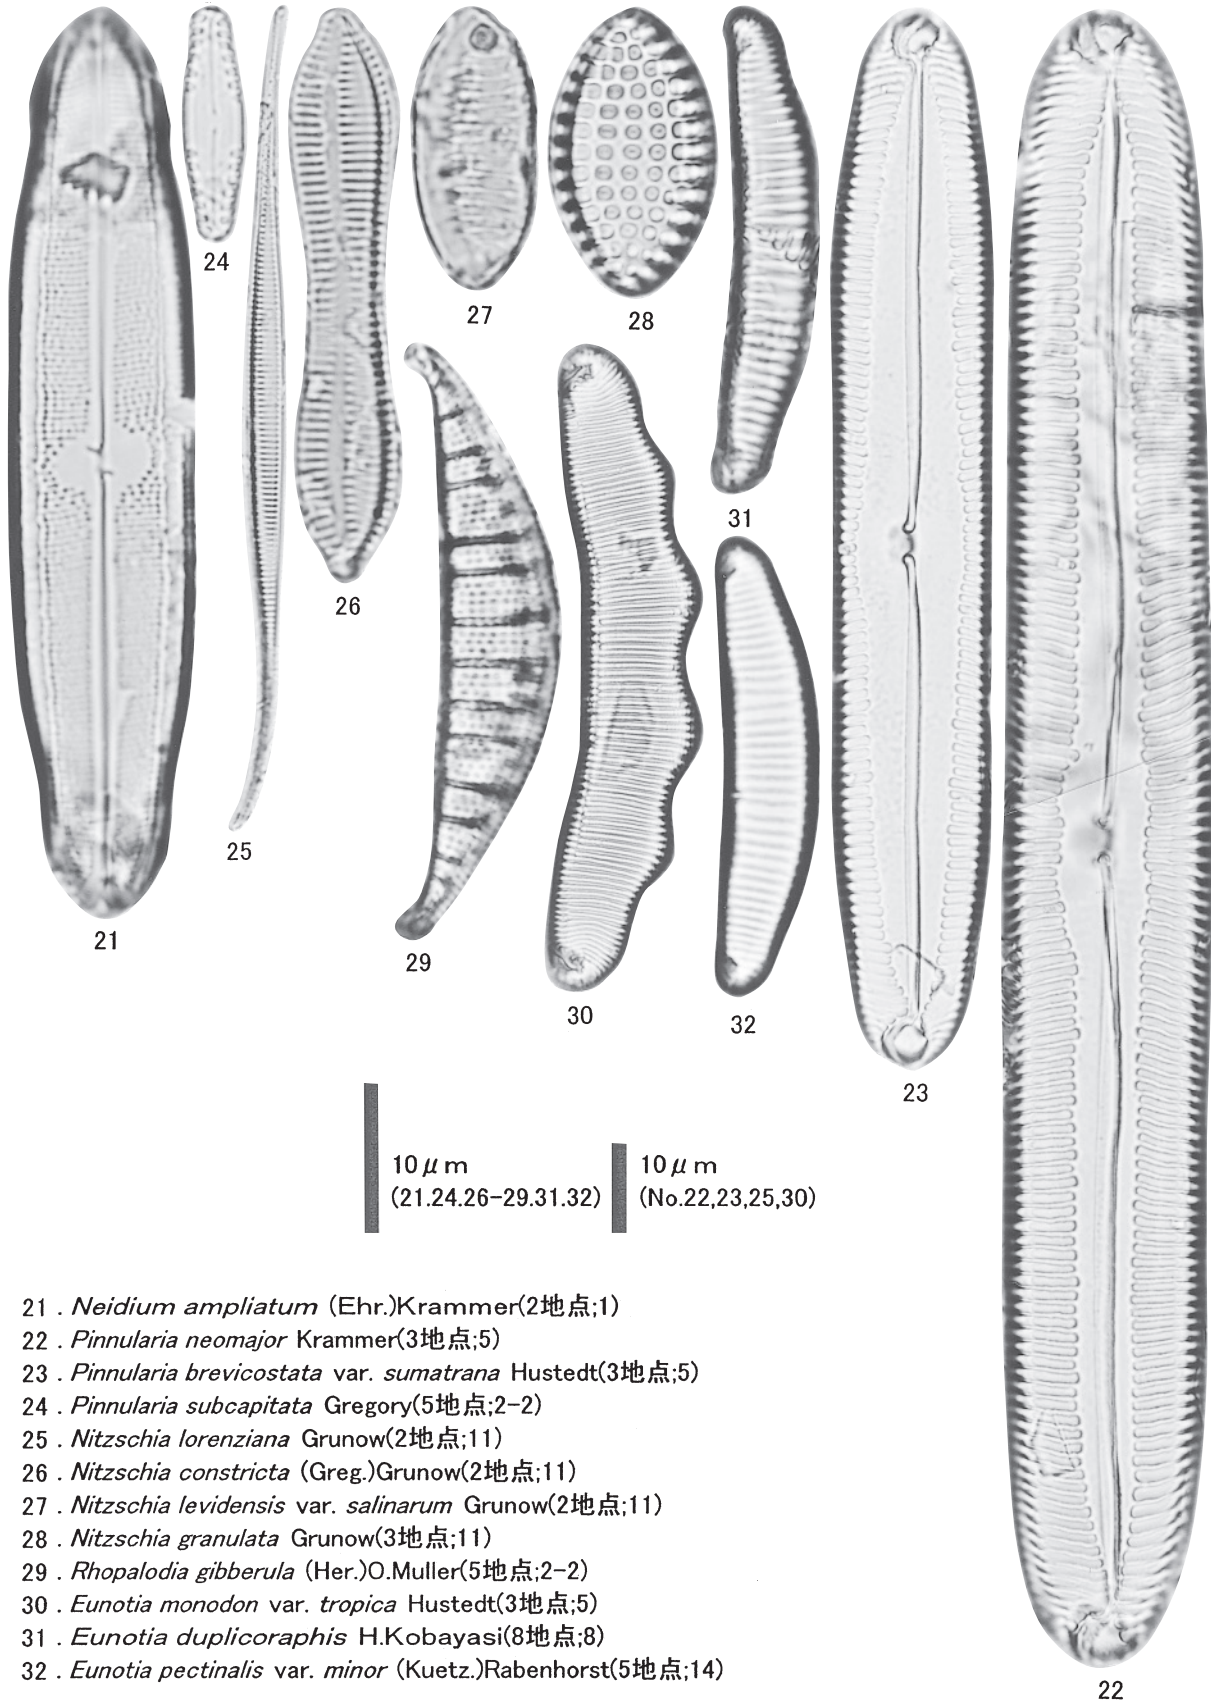 24
27
28
31
26
25
21
29
30
32
23
10μm
(21.24.26-29.31.32)
10μm
(No.22,23,25,30)
21 . Neidium ampliatum (Ehr.)Krammer(2地点;1)
22 . Pinnularia neomajor Krammer(3地点;5)
23 . Pinnularia brevicostata var. sumatrana Hustedt(3地点;5)
24 . Pinnularia subcapitata Gregory(5地点;2-2)
25 . Nitzschia lorenziana Grunow(2地点;11)
26 . Nitzschia constricta (Greg.)Grunow(2地点;11)
27 . Nitzschia levidensis var. salinarum Grunow(2地点;11)
28 . Nitzschia granulata Grunow(3地点;11)
29 . Rhopalodia gibberula (Her.)O.Muller(5地点;2-2)
30 . Eunotia monodon var. tropica Hustedt(3地点;5)
31 . Eunotia duplicoraphis H.Kobayasi(8地点;8)
32 . Eunotia pectinalis var. minor (Kuetz.)Rabenhorst(5地点;14)
22